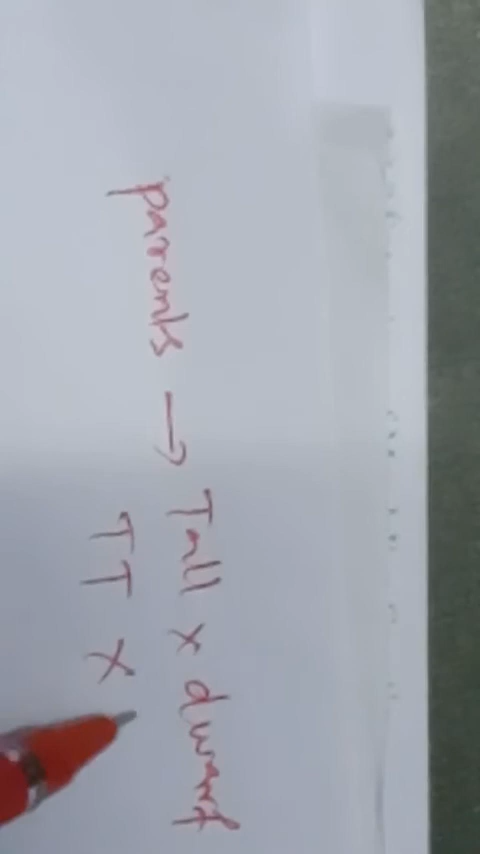 parents → Tall x dwarf
TT X